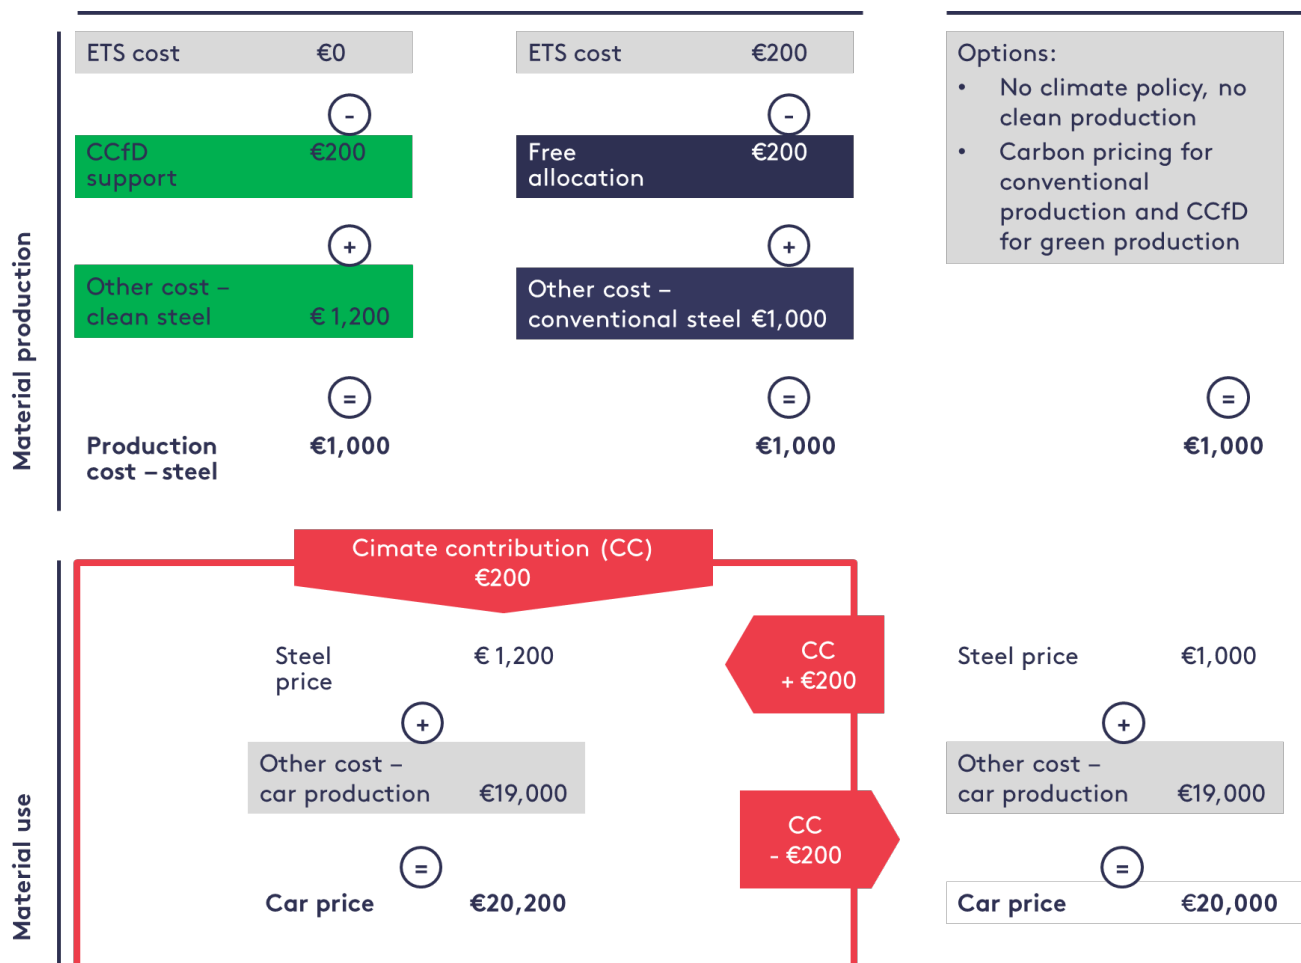 Material production
ETS cost €0
-
CCfD €200
support
+
Other cost –
clean steel € 1,200
=
Production €1,000
cost – steel
ETS cost €200
-
Free €200
allocation
+
Other cost –
conventional steel €1,000
=
€1,000
Options:
• No climate policy, no
clean production
• Carbon pricing for
conventional
production and CCfD
for green production
=
€1,000
Material use
Cimate contribution (CC)
€200
Steel € 1,200
price
+
Other cost –
car production €19,000
=
Car price €20,200
CC
+ €200
CC
- €200
Steel price €1,000
+
Other cost –
car production €19,000
=
Car price €20,000